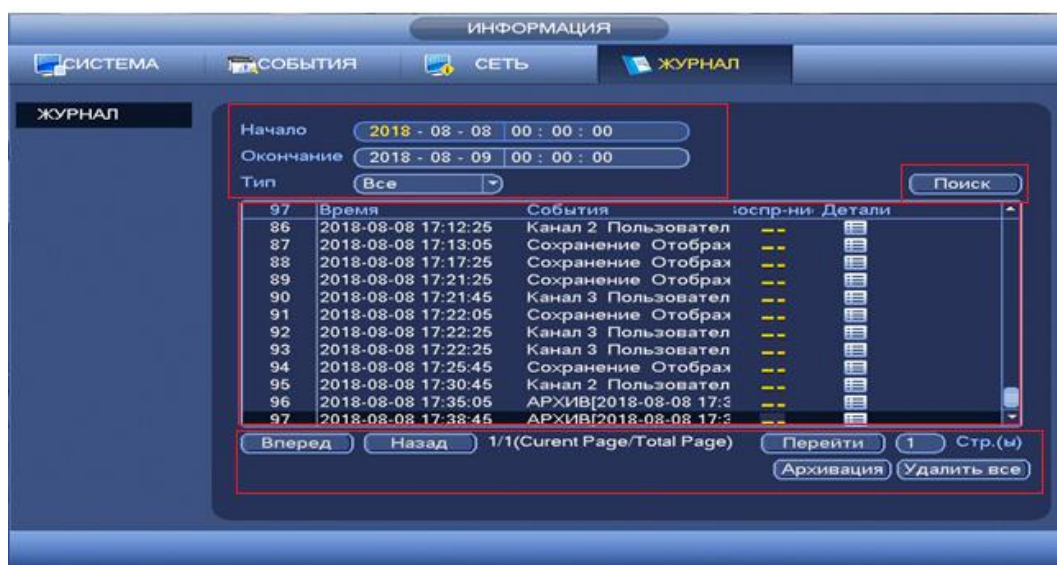 ИНФОРМАЦИЯ
СИСТЕМА СОБЫТИЯ СЕТЬ ЖУРНАЛ
ЖУРНАЛ
Начало 2018 - 08 - 08 00 : 00 : 00
Окончание 2018 - 08 - 09 00 : 00 : 00
Тип Все
Поиск
97 Время События Воспр-ни Детали
86 2018-08-08 17:12:25 Канал 2 Пользовател --
87 2018-08-08 17:13:05 Сохранение Отображ --
88 2018-08-08 17:17:25 Сохранение Отображ --
89 2018-08-08 17:21:25 Сохранение Отображ --
90 2018-08-08 17:21:45 Канал 3 Пользовател --
91 2018-08-08 17:22:05 Сохранение Отображ --
92 2018-08-08 17:22:25 Канал 3 Пользовател --
93 2018-08-08 17:22:25 Канал 3 Пользовател --
94 2018-08-08 17:25:45 Сохранение Отображ --
95 2018-08-08 17:30:45 Канал 2 Пользовател --
96 2018-08-08 17:35:05 АРХИВ[2018-08-08 17:3 --
97 2018-08-08 17:38:45 АРХИВ[2018-08-08 17:3 --
Вперед Назад 1/1(Curent Page/Total Page) Перейти 1 Стр.(ы)
Архивация Удалить все